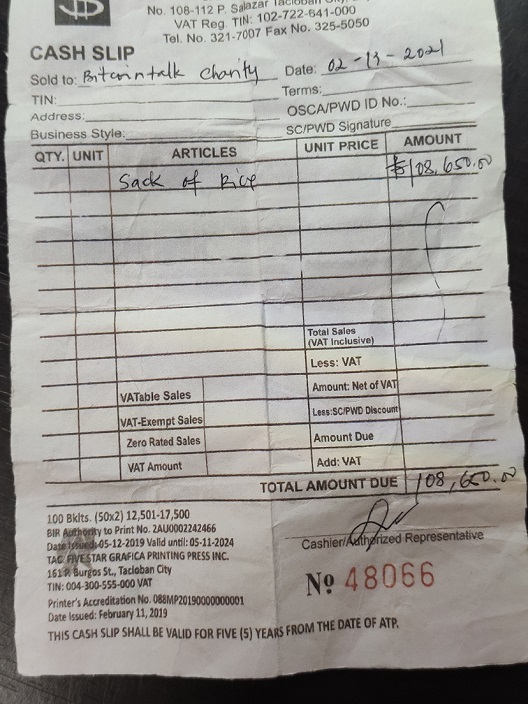 No. 108-112 P. Salazar Tacloban City
VAT Reg. TIN: 102-722-641-000
Tel. No. 321-7007 Fax No. 325-5050
CASH SLIP
Sold to: Bitcointalk Charity Date: 02-13-2021
TIN: Terms:
Address: OSCA/PWD ID No.:
Business Style: SC/PWD Signature
QTY. UNIT ARTICLES UNIT PRICE AMOUNT
Sack of Rice ₱108,650.00
Total Sales
(VAT Inclusive)
Less: VAT
VATable Sales Amount: Net of VAT
VAT-Exempt Sales Less:SC/PWD Discount
Zero Rated Sales Amount Due
VAT Amount Add: VAT
TOTAL AMOUNT DUE 108,650.00
100 Bklts. (50x2) 12,501-17,500
BIR Authority to Print No. 2AU0002242466
Date Issued: 05-12-2019 Valid until: 05-11-2024
TAC FIVESTAR GRAFICA PRINTING PRESS INC.
161 P. Burgos St., Tacloban City
TIN: 004-300-555-000 VAT
Cashier/Authorized Representative
Printer's Accreditation No. 088MP20190000000001
Date Issued: February 11, 2019
No 48066
THIS CASH SLIP SHALL BE VALID FOR FIVE (5) YEARS FROM THE DATE OF ATP.